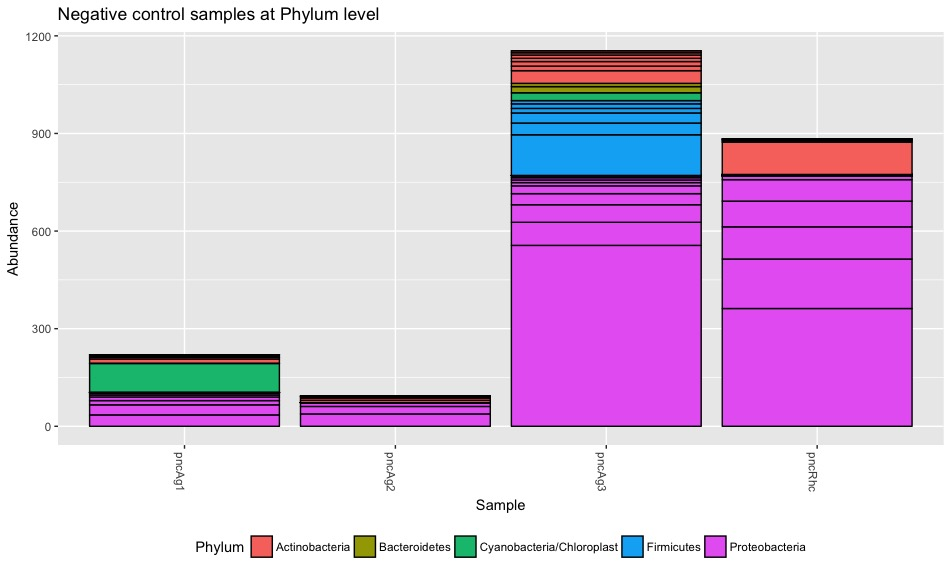 Negative control samples at Phylum level
Abundance
1200
900
600
300
0
pncAg1
pncAg2
pncAg3
pncRhc
Sample
Phylum Actinobacteria Bacteroidetes Cyanobacteria/Chloroplast Firmicutes Proteobacteria